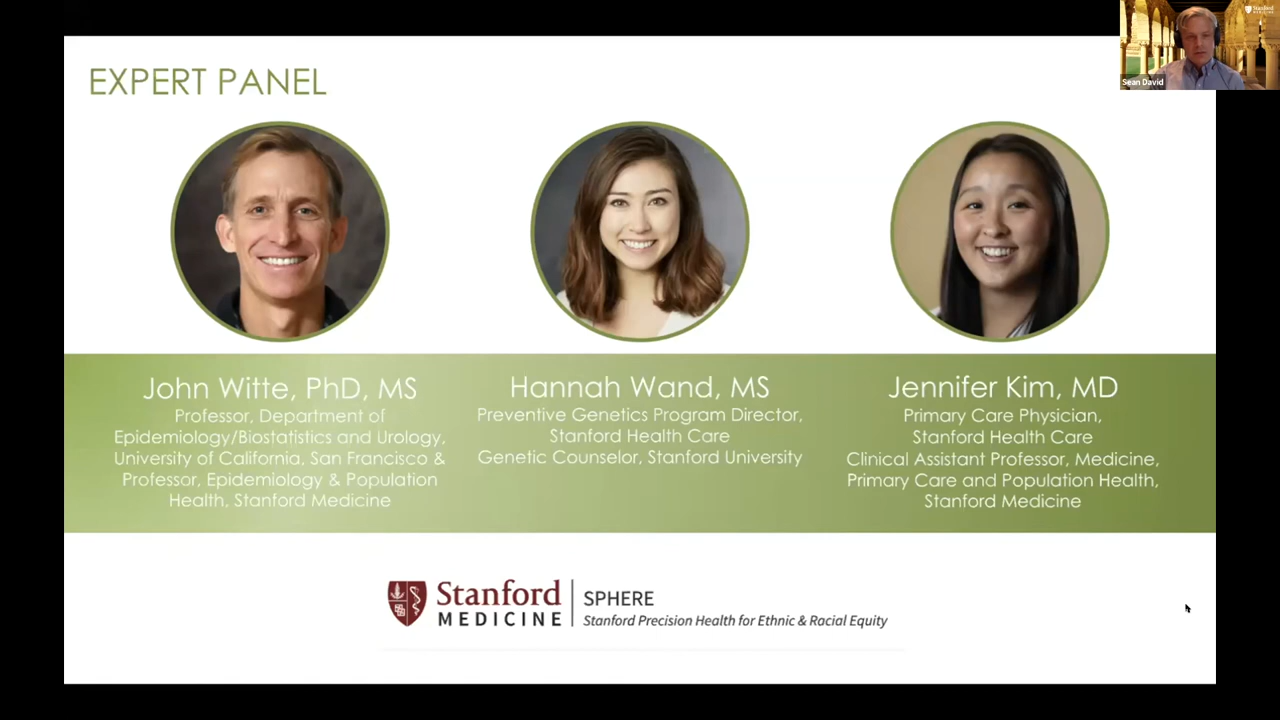 EXPERT PANEL
Stanford
MEDICINE
Sean David
John Witte, PhD, MS
Professor, Department of
Epidemiology/Biostatistics and Urology,
University of California, San Francisco &
Professor, Epidemiology & Population
Health, Stanford Medicine
Hannah Wand, MS
Preventive Genetics Program Director,
Stanford Health Care
Genetic Counselor, Stanford University
Jennifer Kim, MD
Primary Care Physician,
Stanford Health Care
Clinical Assistant Professor, Medicine,
Primary Care and Population Health,
Stanford Medicine
Stanford
MEDICINE
SPHERE
Stanford Precision Health for Ethnic & Racial Equity